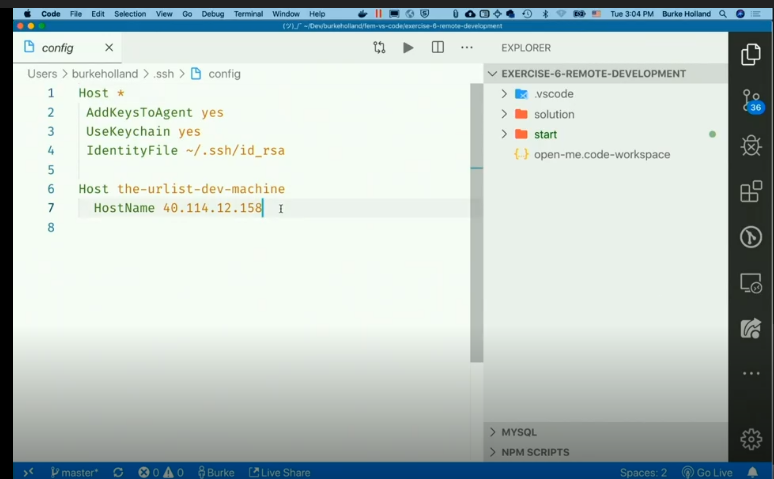 Code File Edit Selection View Go Debug Terminal Window Help Tue 3:04 PM Burke Holland
(ツ)_/¯ ~/Dev/burkeholland/fem-vs-code/exercise-6-remote-development
config
EXPLORER
Users > burkeholland > .ssh > config
EXERCISE-6-REMOTE-DEVELOPMENT
1 Host *
2 AddKeysToAgent yes
3 UseKeychain yes
4 IdentityFile ~/.ssh/id_rsa
5
6 Host the-urlist-dev-machine
7 HostName 40.114.12.158
8
.vscode
solution
start
{} open-me.code-workspace
36
MYSQL
NPM SCRIPTS
master* 0 0 Burke Live Share Spaces: 2 Go Live